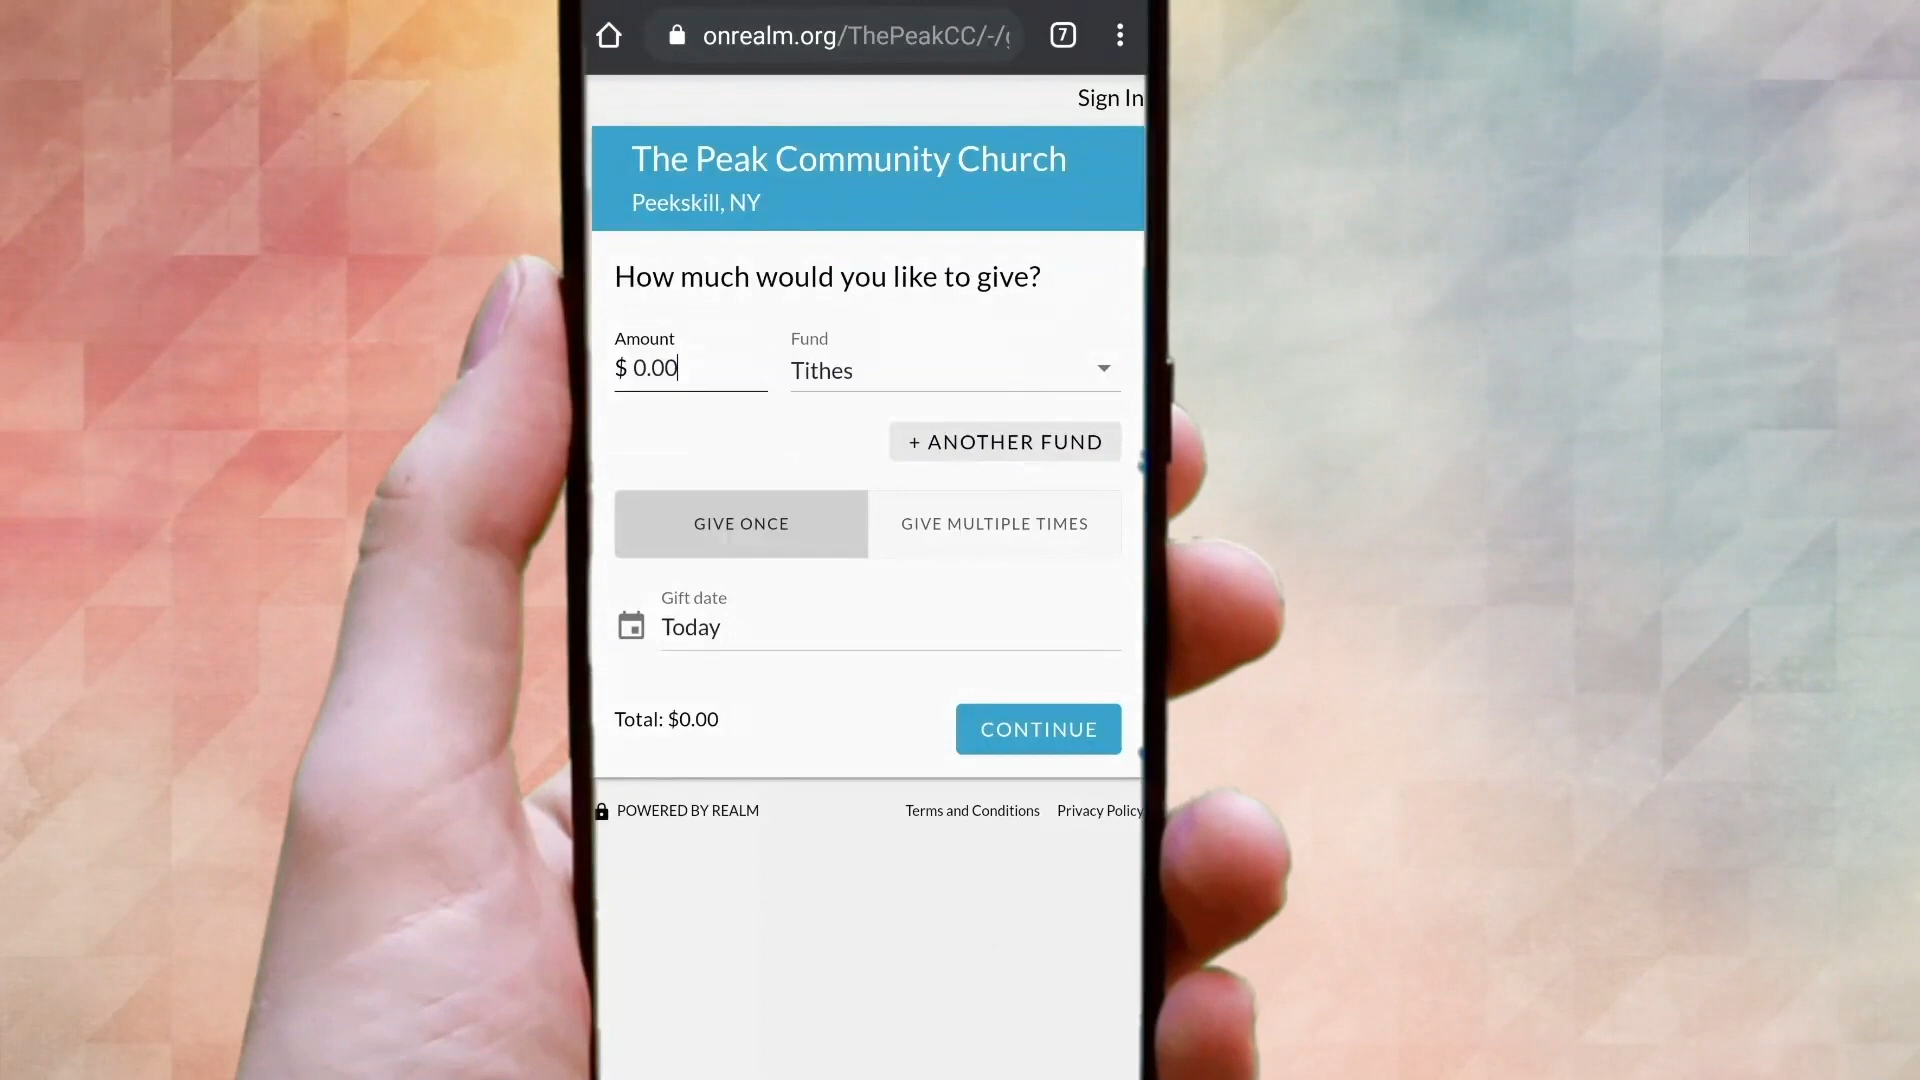 onrealm.org/ThePeakCC/-/
7
Sign In
The Peak Community Church
Peekskill, NY
How much would you like to give?
Amount
Fund
$ 0.00
Tithes
+ ANOTHER FUND
GIVE ONCE
GIVE MULTIPLE TIMES
Gift date
Today
Total: $0.00
CONTINUE
POWERED BY REALM
Terms and Conditions
Privacy Policy